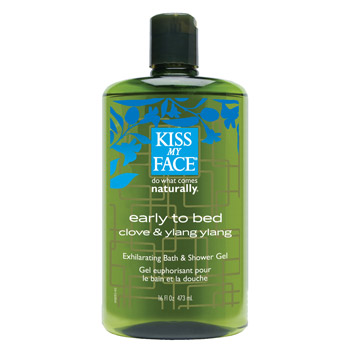 KISS
MY
FACE®
do what comes
naturally.
early to bed
clove & ylang ylang
Exhilarating Bath & Shower Gel
Gel euphorisant pour
le bain et la douche
16 fl Oz 473 mL